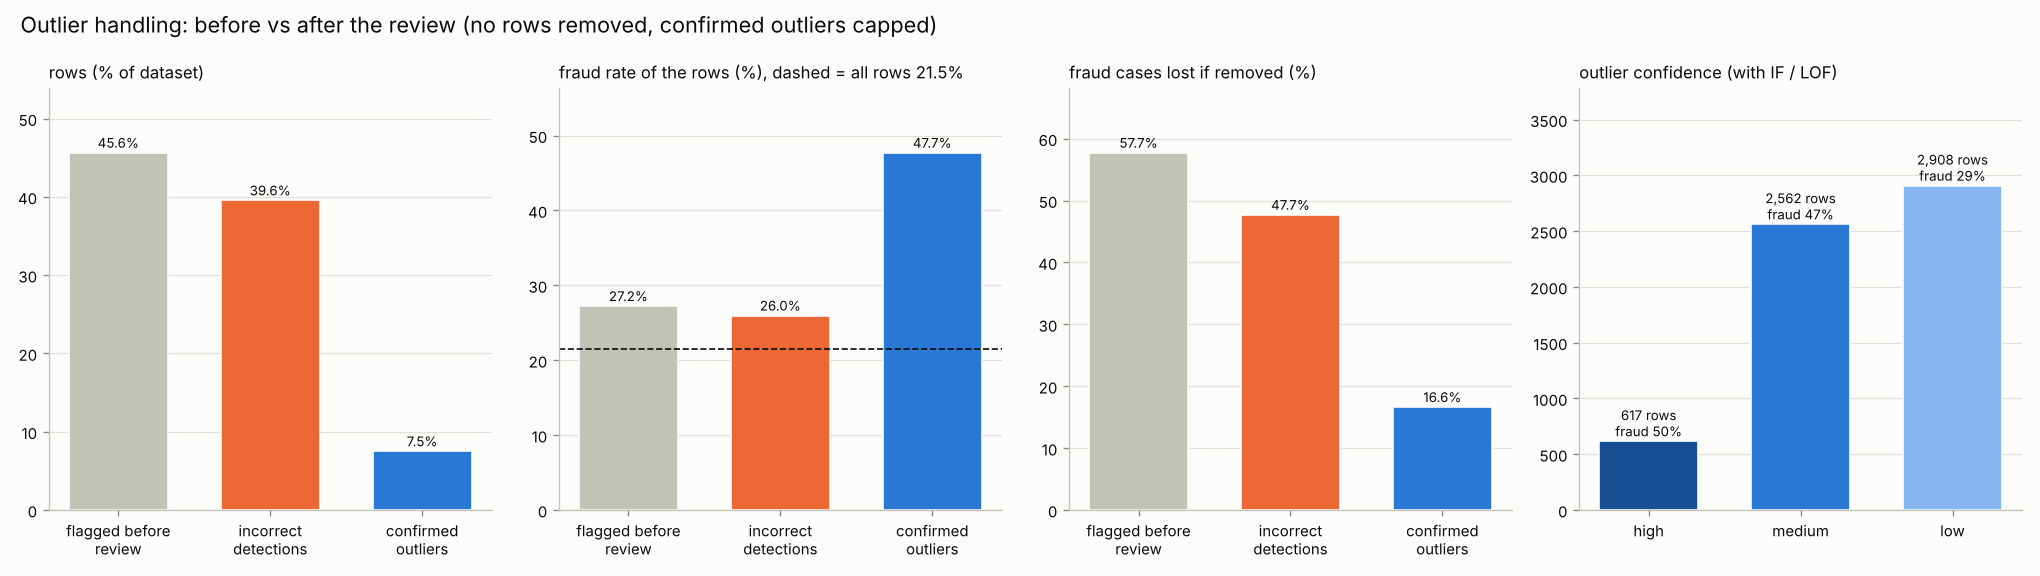 Outlier handling: before vs after the review (no rows removed, confirmed outliers capped)
rows (% of dataset)
50
40
30
20
10
0
45.6%
39.6%
7.5%
flagged before
review
incorrect
detections
confirmed
outliers
fraud rate of the rows (%), dashed = all rows 21.5%
50
40
30
20
10
0
27.2%
26.0%
47.7%
flagged before
review
incorrect
detections
confirmed
outliers
fraud cases lost if removed (%)
60
50
40
30
20
10
0
57.7%
47.7%
16.6%
flagged before
review
incorrect
detections
confirmed
outliers
outlier confidence (with IF / LOF)
3500
3000
2500
2000
1500
1000
500
0
617 rows
fraud 50%
2,562 rows
fraud 47%
2,908 rows
fraud 29%
high
medium
low